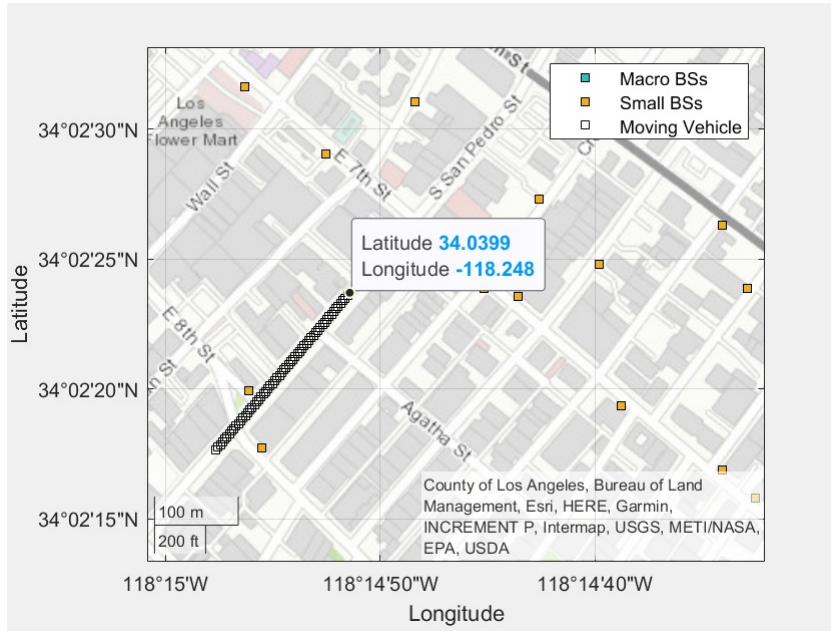 Macro BSs
Small BSs
Moving Vehicle
Los
Angeles
Flower Mart
Wall St
E 7th St
S San Pedro St
Latitude 34.0399
Longitude -118.248
E 8th St
Agatha St
34°02'30"N
34°02'25"N
34°02'20"N
34°02'15"N
Latitude
100 m
200 ft
County of Los Angeles, Bureau of Land
Management, Esri, HERE, Garmin,
INCREMENT P, Intermap, USGS, METI/NASA,
EPA, USDA
118°15'W
118°14'50"W
118°14'40"W
Longitude